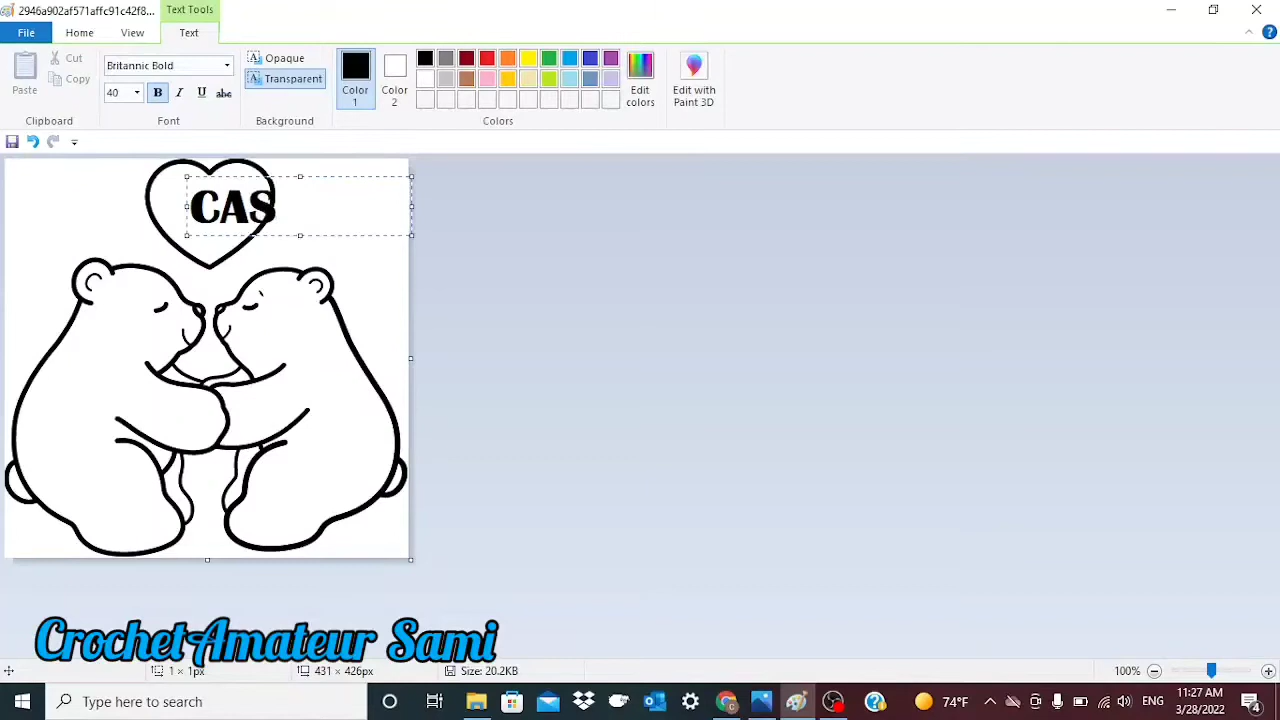 2946a902af571affc91c42f8...
Text Tools
File
Home
View
Text
Paste
Cut
Copy
Clipboard
Britannic Bold
40
B
I
U
abc
Font
A
Opaque
A
Transparent
Background
Color
1
Color
2
Edit
colors
Colors
Edit with
Paint 3D
CAS
CrochetAmateur Sami
1 × 1px
431 × 426px
Size: 20.2KB
100%
Type here to search
74°F
ENG
11:27 AM
3/28/2022
4